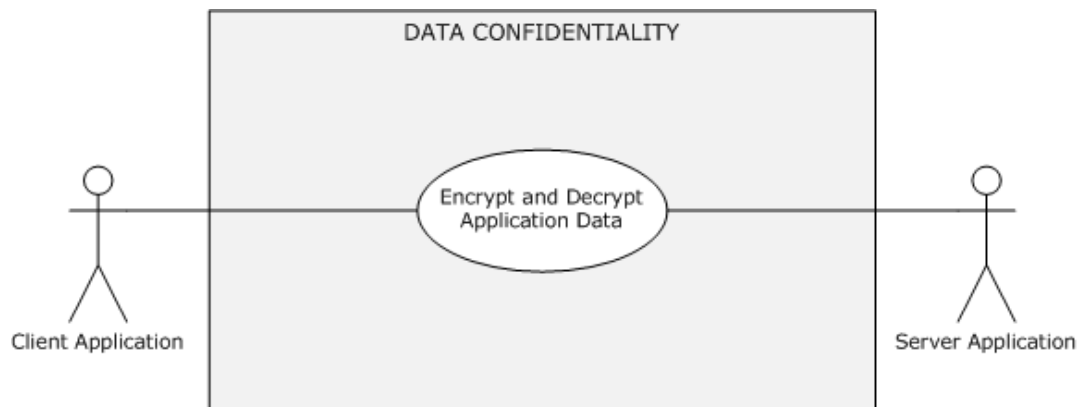 DATA CONFIDENTIALITY
Encrypt and Decrypt
Application Data
Client Application
Server Application